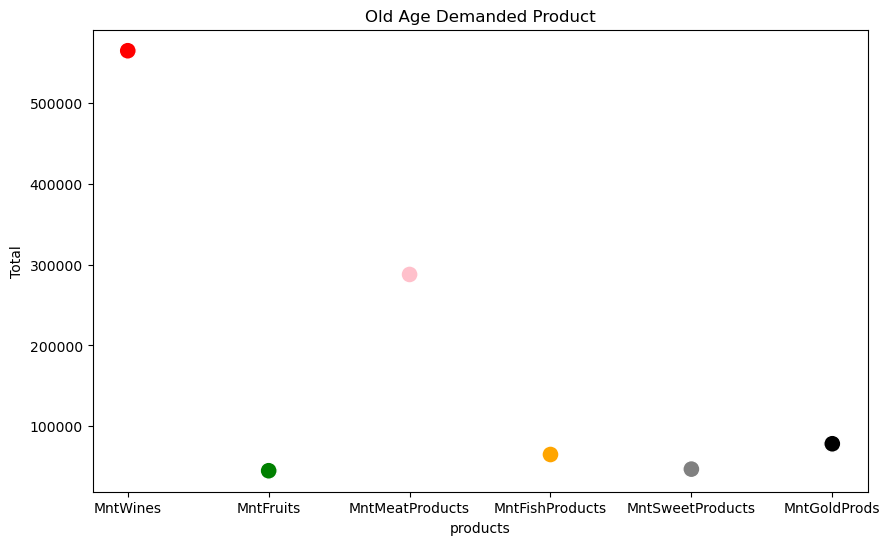 Old Age Demanded Product
500000
400000
300000
200000
100000
Total
MntWines MntFruits MntMeatProducts MntFishProducts MntSweetProducts MntGoldProds
products